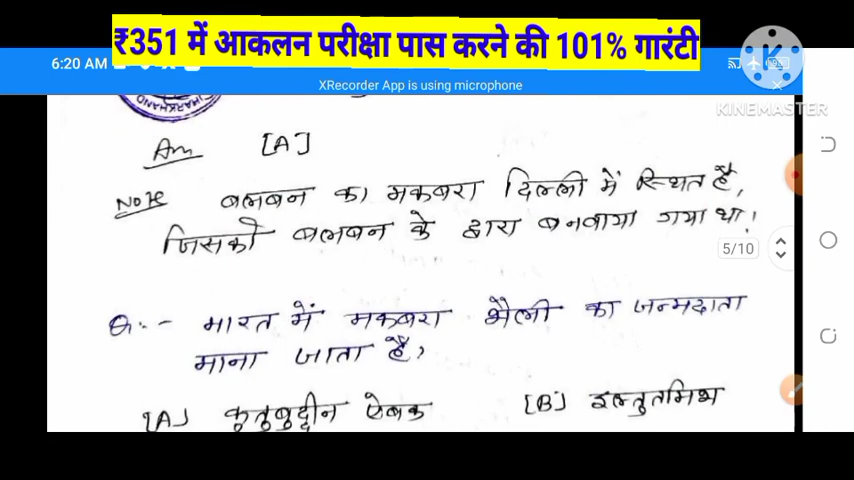 ₹351 में आकलन परीक्षा पास करने की 101% गारंटी
6:20 AM
XRecorder App is using microphone
KINEMASTER
JHARKHAND
Ans [A]
Note बलबन का मकबरा दिल्ली में स्थित है,
जिसको बलबन के द्वारा बनवाया गया था!
5/10
Q:- भारत में मकबरा शैली का जन्मदाता
माना जाता है,
[A] कुतुबुद्दीन ऐबक [B] इल्तुतमिश